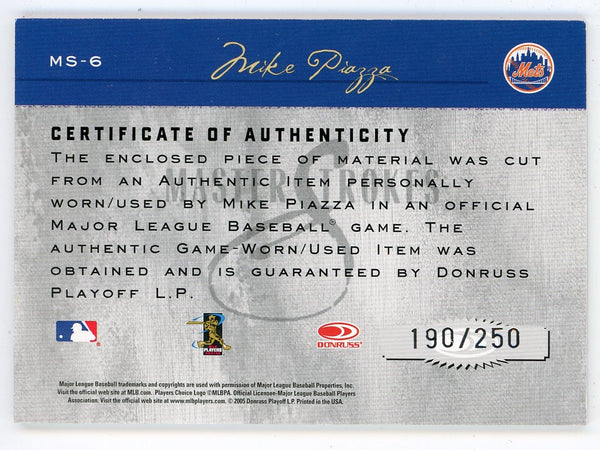 MS-6
Mike Piazza
Mets
CERTIFICATE OF AUTHENTICITY
THE ENCLOSED PIECE OF MATERIAL WAS CUT
FROM AN AUTHENTIC ITEM PERSONALLY
WORN/USED BY MIKE PIAZZA IN AN OFFICIAL
MAJOR LEAGUE BASEBALL® GAME. THE
AUTHENTIC GAME-WORN/USED ITEM WAS
OBTAINED AND IS GUARANTEED BY DONRUSS
PLAYOFF L.P.
MASTER STROKES
PLAYERS
DONRUSS
190/250
Major League Baseball trademarks and copyrights are used with permission of Major League Baseball Properties, Inc.
Visit the official web site at MLB.com. Players Choice Logo ©MLBPA. Official Licensee-Major League Baseball Players
Association. Visit the official web site at www.mlbplayers.com. © 2005 Donruss Playoff L.P. Printed in the USA.